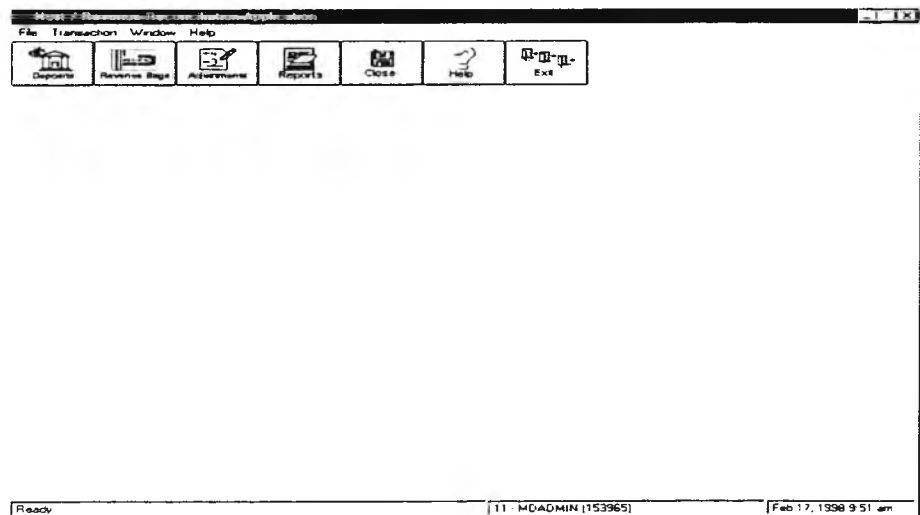 File Transaction Window Help
Deposits Revenue Bags Adjustments Reports Close Help Exit
Ready 11 - MDADMIN (153965) Feb 17, 1998 9:51 am